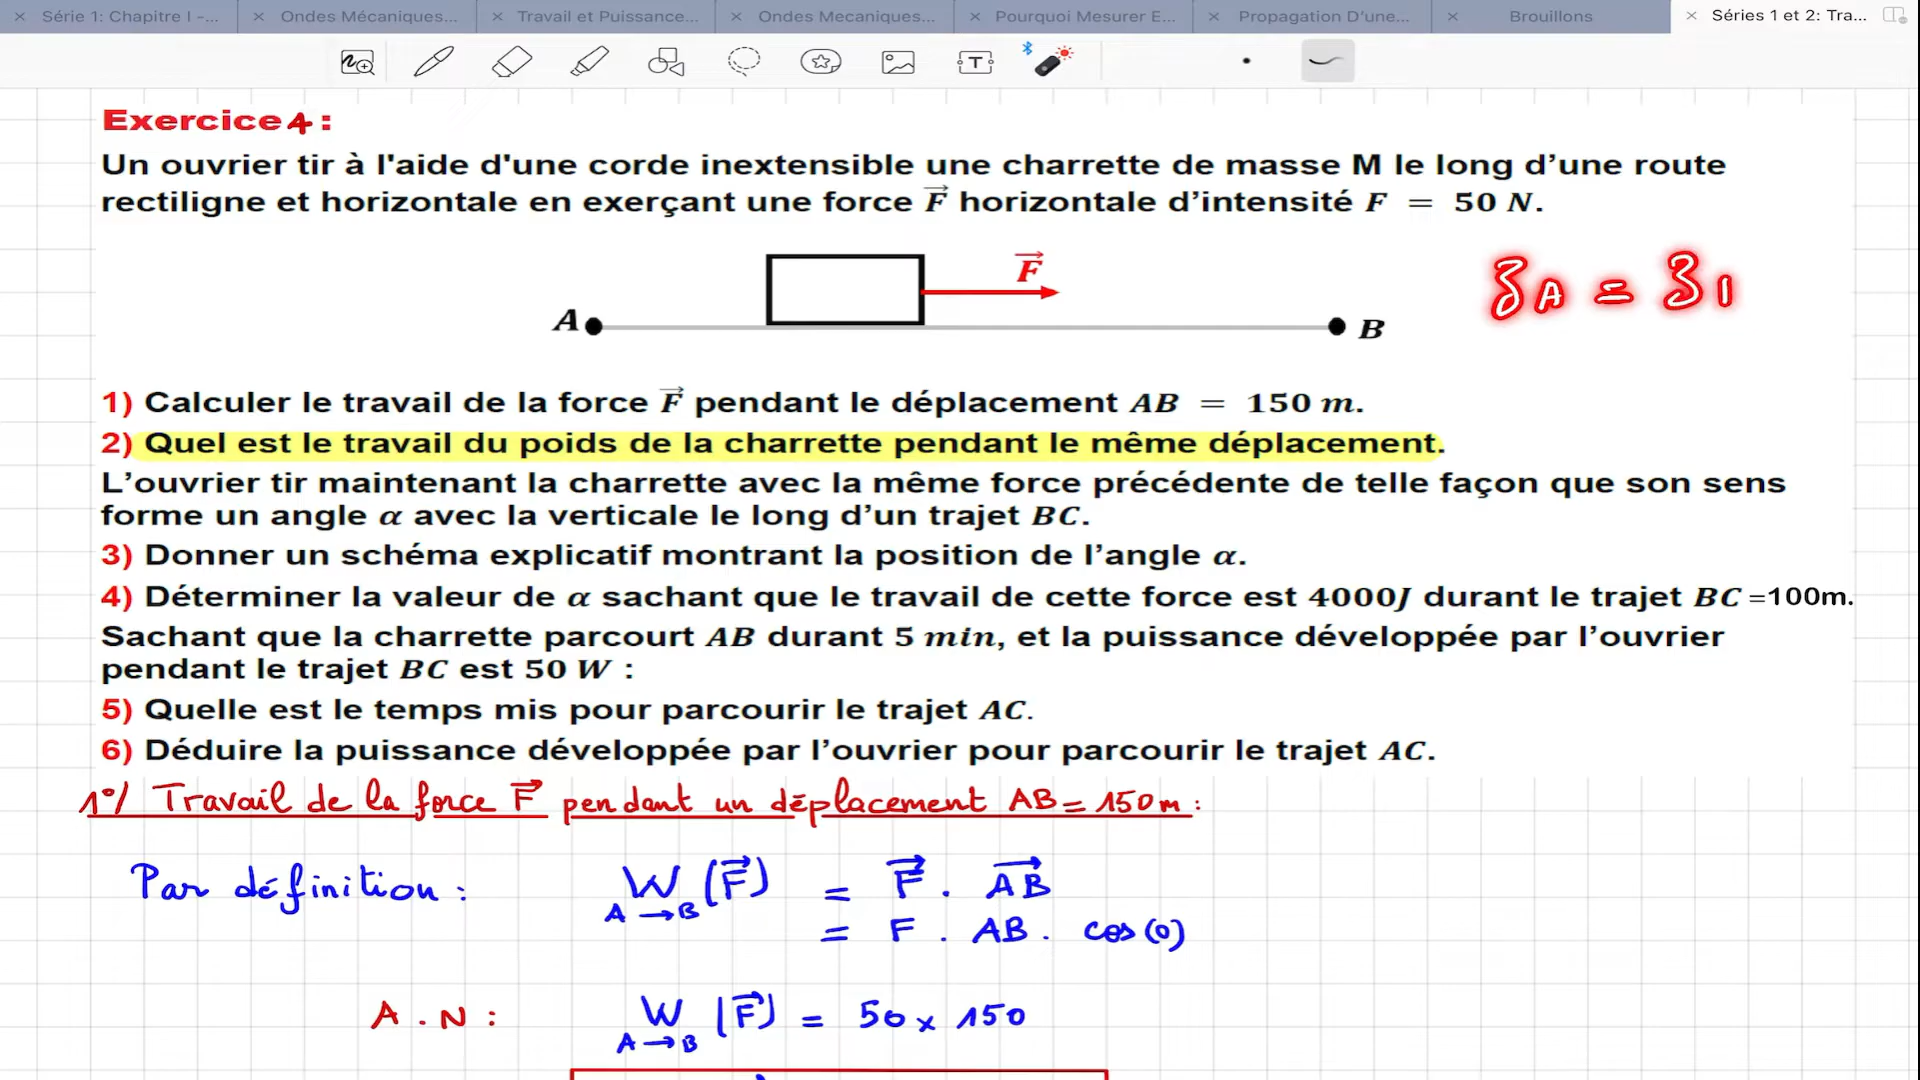 Série 1: Chapitre I -...
Ondes Mécaniques...
Travail et Puissance...
Ondes Mecaniques...
Pourquoi Mesurer E...
Propagation D'une...
Brouillons
Séries 1 et 2: Tra...
Exercice 4 :
Un ouvrier tir à l'aide d'une corde inextensible une charrette de masse M le long d'une route
rectiligne et horizontale en exerçant une force F⃗ horizontale d'intensité F = 50 N.
F⃗
A
B
1) Calculer le travail de la force F⃗ pendant le déplacement AB = 150 m.
2) Quel est le travail du poids de la charrette pendant le même déplacement.
L'ouvrier tir maintenant la charrette avec la même force précédente de telle façon que son sens
forme un angle α avec la verticale le long d'un trajet BC.
3) Donner un schéma explicatif montrant la position de l'angle α.
4) Déterminer la valeur de α sachant que le travail de cette force est 4000J durant le trajet BC =100m.
Sachant que la charrette parcourt AB durant 5 min, et la puissance développée par l'ouvrier
pendant le trajet BC est 50 W :
5) Quelle est le temps mis pour parcourir le trajet AC.
6) Déduire la puissance développée par l'ouvrier pour parcourir le trajet AC.
1°/ Travail de la force F⃗ pendant un déplacement AB = 150m :
Par définition : W A→B (F⃗) = F⃗ . AB⃗
= F . AB . cos(0)
A.N : W A→B (F⃗) = 50 × 150